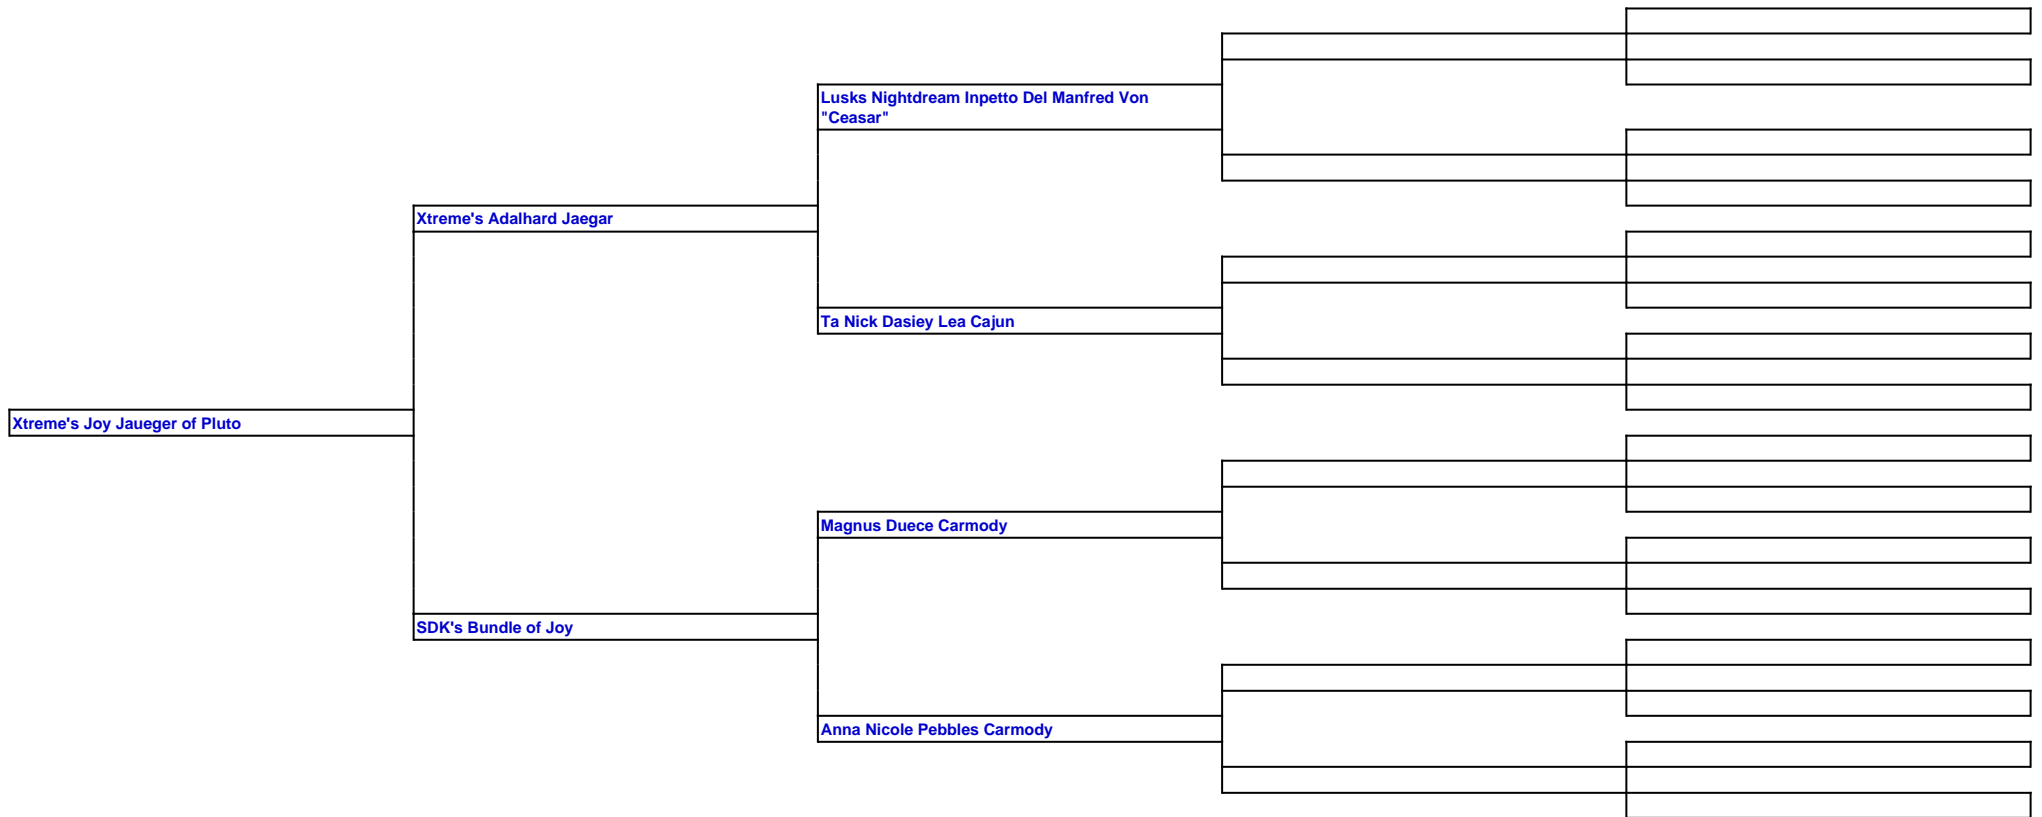 Lusks Nightdream Inpetto Del Manfred Von
"Ceasar"
Xtreme's Adalhard Jaegar
Ta Nick Dasiey Lea Cajun
Xtreme's Joy Jaueger of Pluto
Magnus Duece Carmody
SDK's Bundle of Joy
Anna Nicole Pebbles Carmody